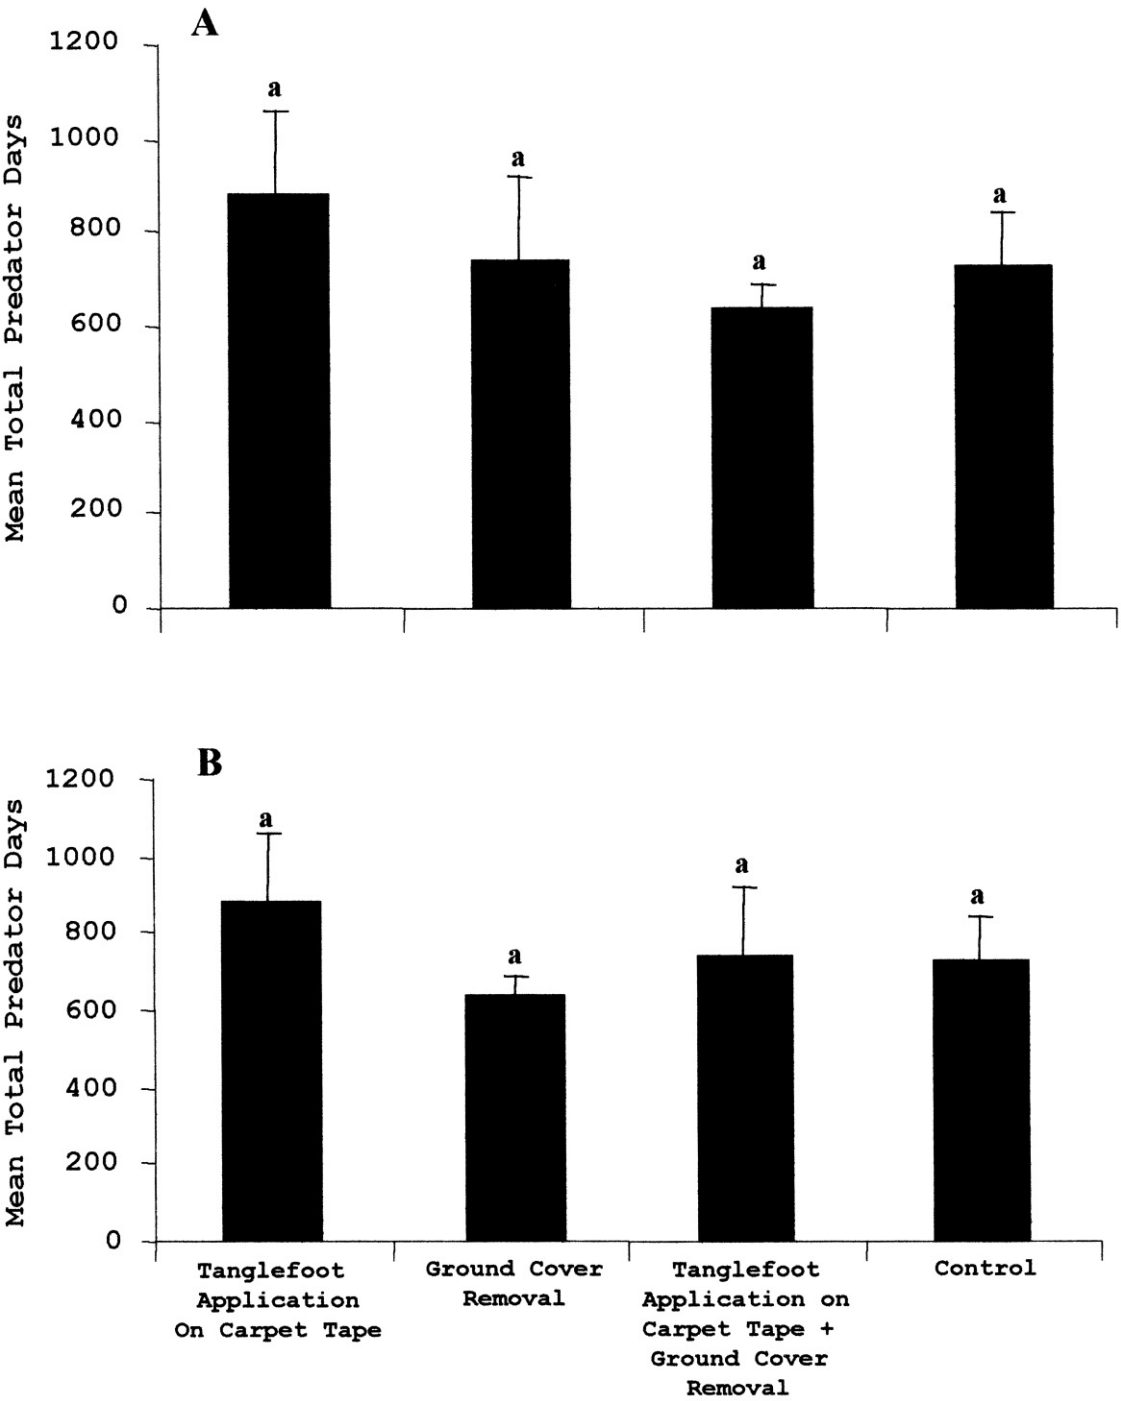 A
Mean Total Predator Days
1200
1000
800
600
400
200
0
a
a
a
a
B
Mean Total Predator Days
1200
1000
800
600
400
200
0
a
a
a
a
Tanglefoot
Application
On Carpet Tape
Ground Cover
Removal
Tanglefoot
Application on
Carpet Tape +
Ground Cover
Removal
Control